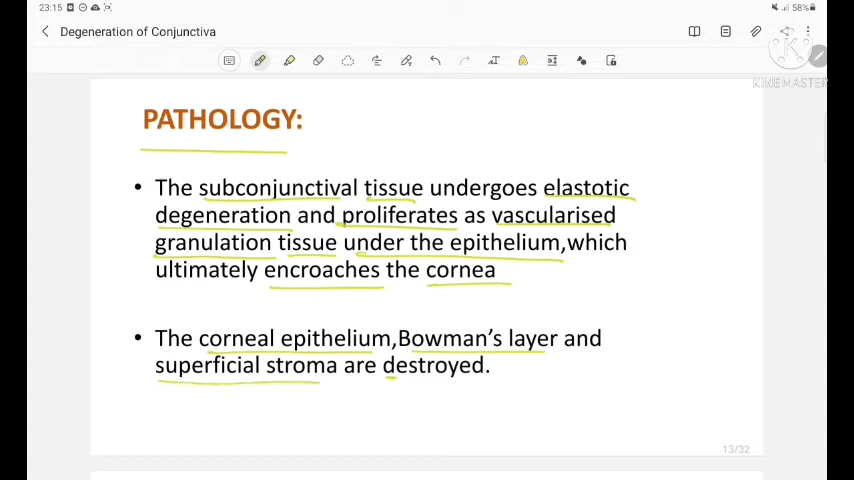 23:15 58%
Degeneration of Conjunctiva
KINEMASTER
PATHOLOGY:
• The subconjunctival tissue undergoes elastotic
degeneration and proliferates as vascularised
granulation tissue under the epithelium,which
ultimately encroaches the cornea
• The corneal epithelium,Bowman's layer and
superficial stroma are destroyed.
13/32